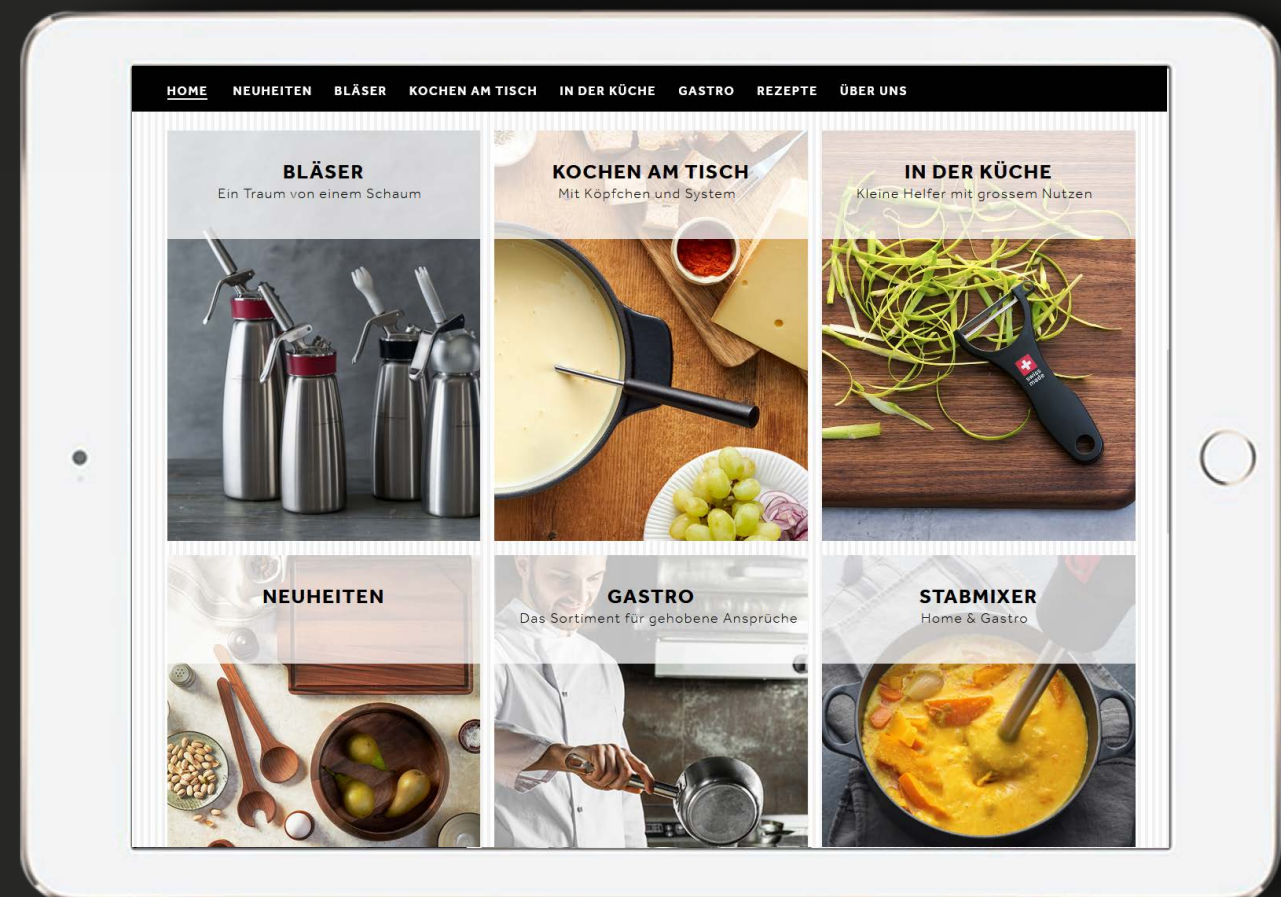 HOME NEUHEITEN BLÄSER KOCHEN AM TISCH IN DER KÜCHE GASTRO REZEPTE ÜBER UNS
BLÄSER
Ein Traum von einem Schaum
KOCHEN AM TISCH
Mit Köpfchen und System
IN DER KÜCHE
Kleine Helfer mit grossem Nutzen
swiss
made
NEUHEITEN
GASTRO
Das Sortiment für gehobene Ansprüche
STABMIXER
Home & Gastro